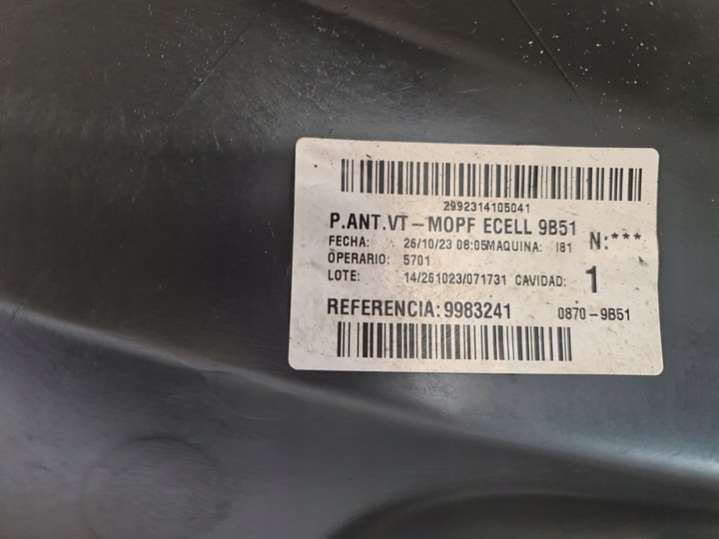 2992314105041
P.ANT.VT-MOPF ECELL 9B51
N:***
FECHA: 26/10/23 08:05MAQUINA: I81
OPERARIO: 5701
LOTE: 14/261023/071731 CAVIDAD: 1
REFERENCIA:9983241 0870-9B51